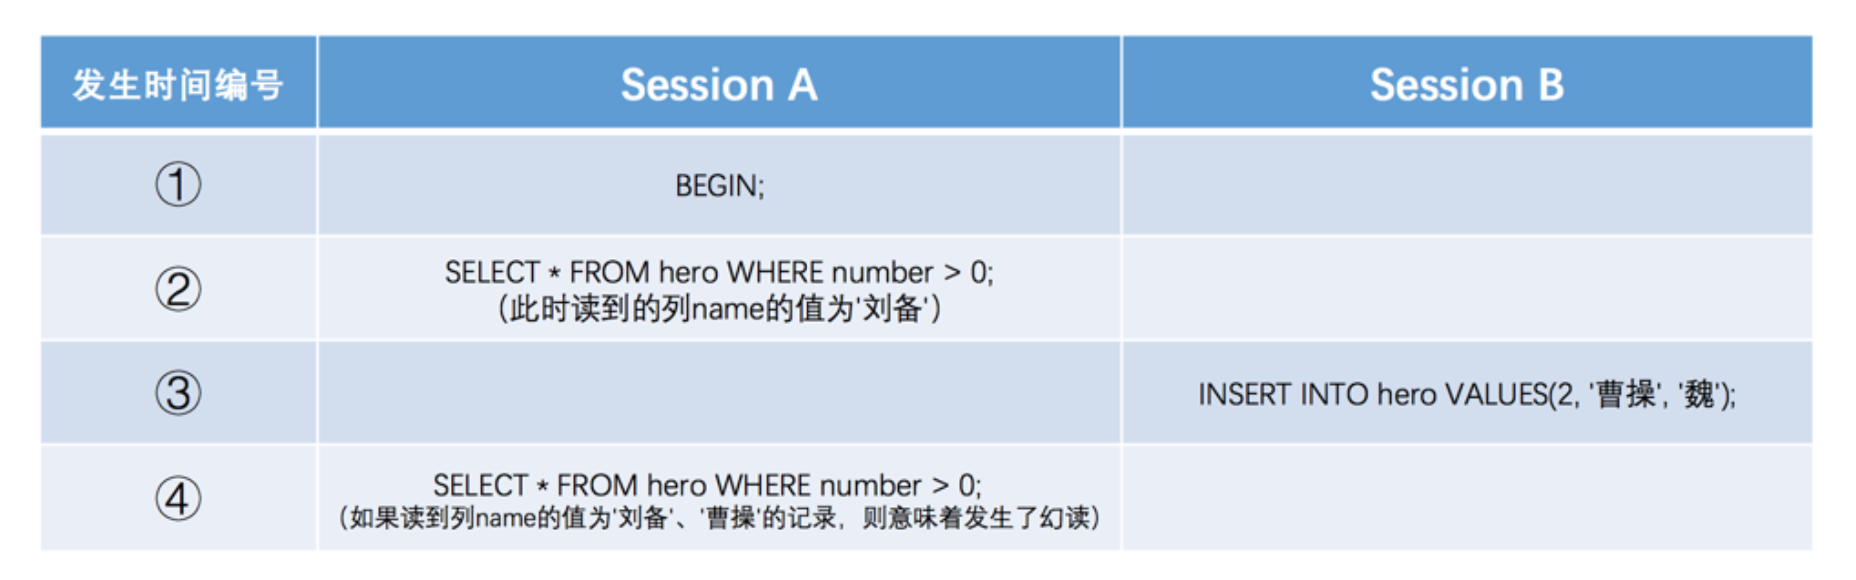 发生时间编号 Session A Session B
① BEGIN;
② SELECT * FROM hero WHERE number > 0;
(此时读到的列name的值为'刘备')
③ INSERT INTO hero VALUES(2, '曹操', '魏');
④ SELECT * FROM hero WHERE number > 0;
(如果读到列name的值为'刘备'、'曹操'的记录，则意味着发生了幻读)